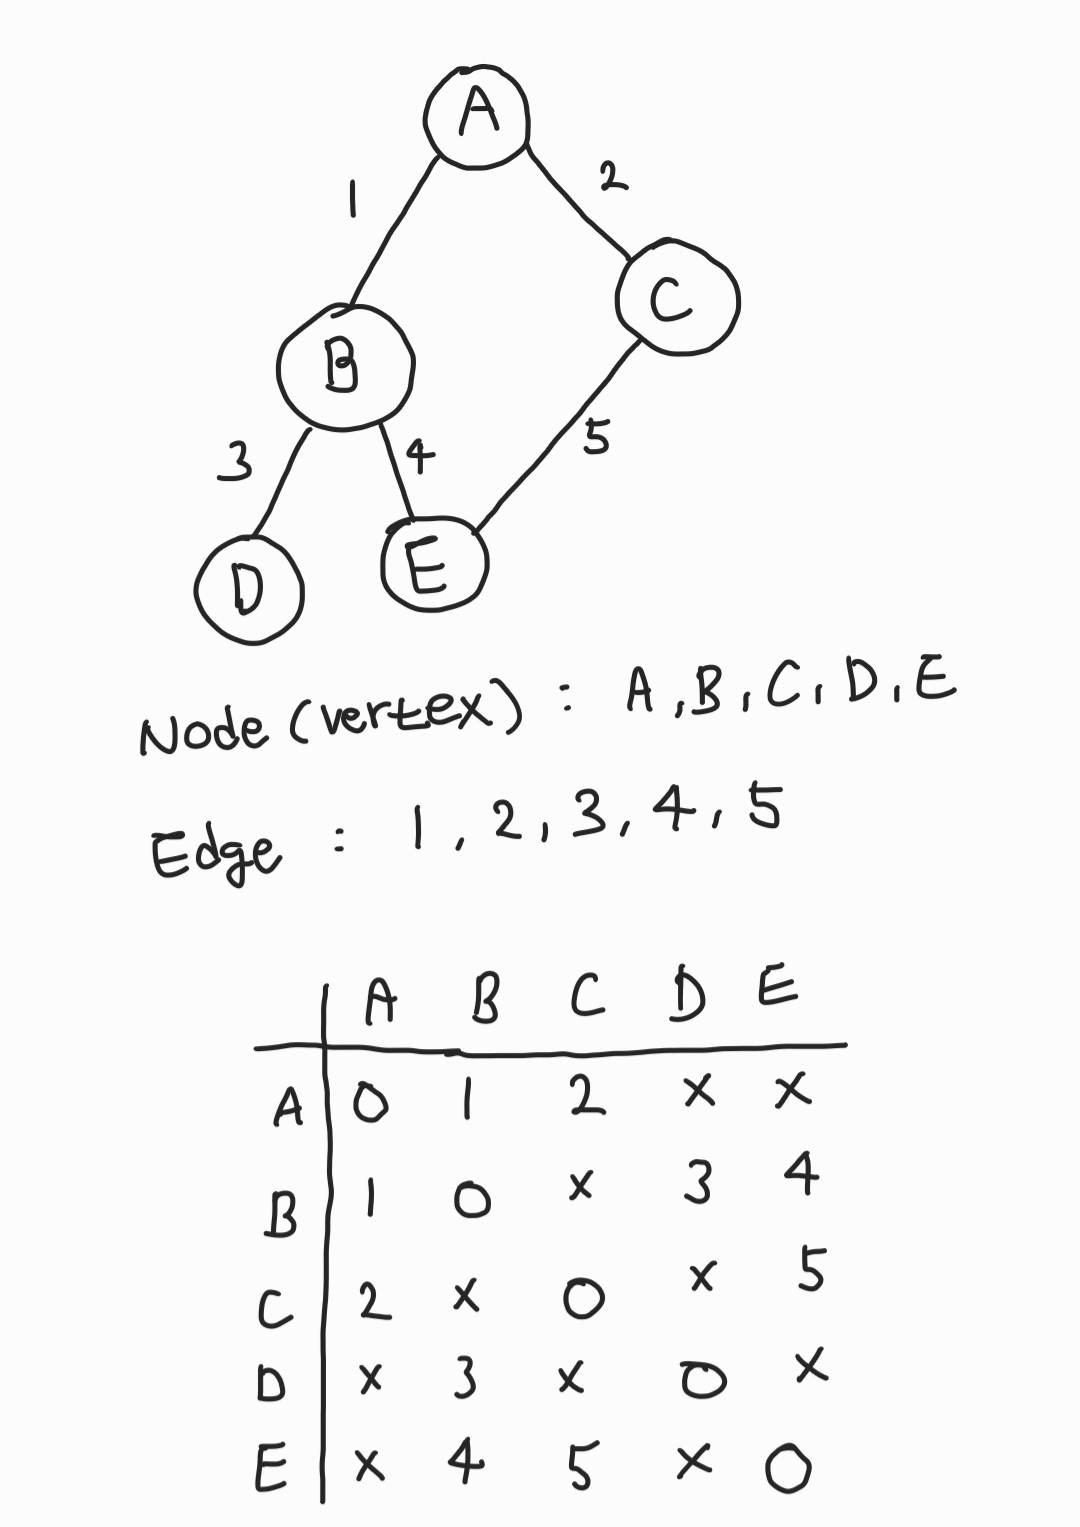 A
1 2
C
B
3 4 5
D E
Node (vertex) : A, B, C, D, E
Edge : 1, 2, 3, 4, 5
A B C D E
A 0 1 2 x x
B 1 0 x 3 4
C 2 x 0 x 5
D x 3 x 0 x
E x 4 5 x 0